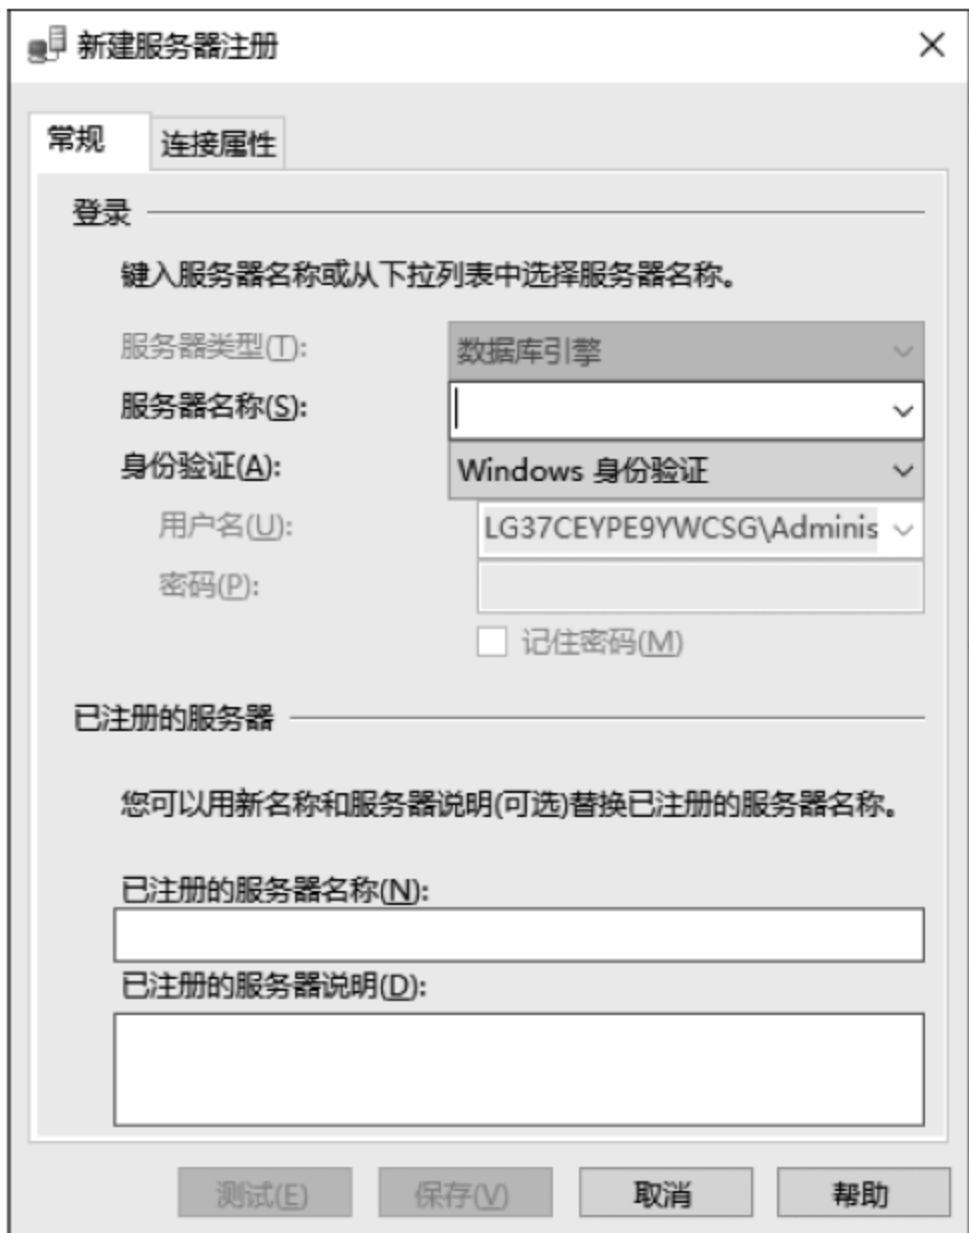 新建服务器注册
常规 连接属性
登录
键入服务器名称或从下拉列表中选择服务器名称。
服务器类型(T): 数据库引擎
服务器名称(S):
身份验证(A): Windows 身份验证
用户名(U): LG37CEYPE9YWCSG\Adminis
密码(P):
记住密码(M)
已注册的服务器
您可以用新名称和服务器说明(可选)替换已注册的服务器名称。
已注册的服务器名称(N):
已注册的服务器说明(D):
测试(E) 保存(V) 取消 帮助